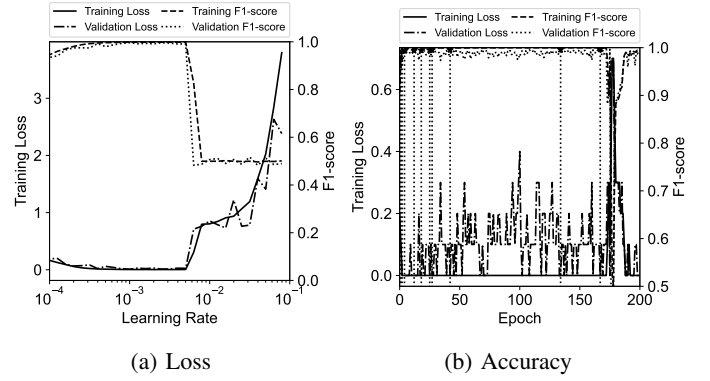 Training Loss Training F1-score
Validation Loss Validation F1-score
3
2
1
0
Training Loss
1.0
0.8
0.6
0.4
0.2
0.0
F1-score
10−4 10−3 10−2 10−1
Learning Rate
(a) Loss
Training Loss Training F1-score
Validation Loss Validation F1-score
0.6
0.4
0.2
0.0
Training Loss
1.0
0.9
0.8
0.7
0.6
0.5
F1-score
0 50 100 150 200
Epoch
(b) Accuracy